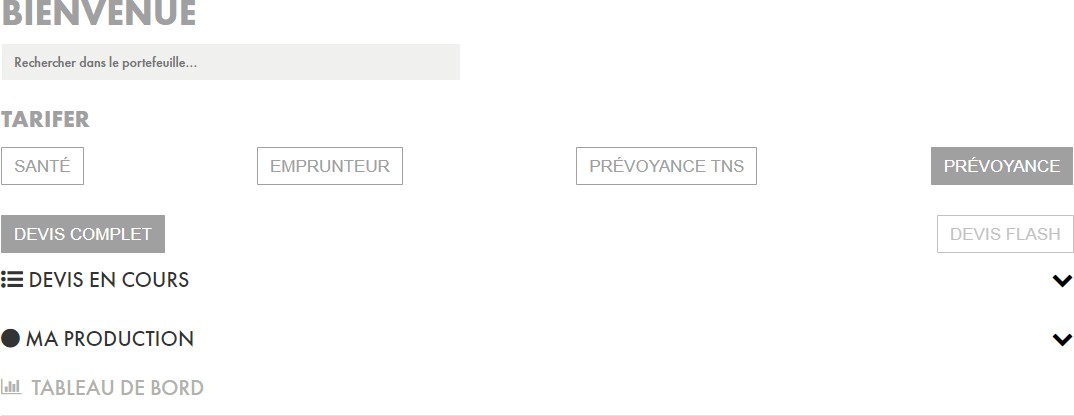 BIENVENUE
Rechercher dans le portefeuille...
TARIFER
SANTÉ EMPRUNTEUR PRÉVOYANCE TNS PRÉVOYANCE
DEVIS COMPLET DEVIS FLASH
DEVIS EN COURS
MA PRODUCTION
TABLEAU DE BORD